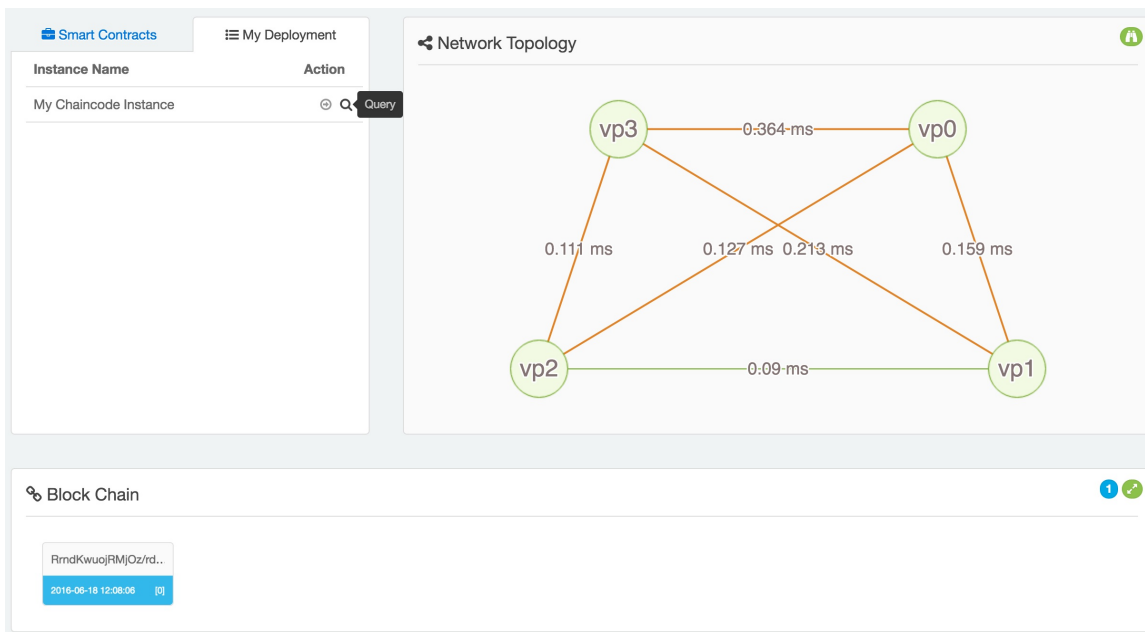 Smart Contracts
My Deployment
Instance Name Action
My Chaincode Instance
Query
Network Topology
vp3
0.364 ms
vp0
0.111 ms
0.127 ms
0.213 ms
0.159 ms
vp2
0.09 ms
vp1
Block Chain
1
RrndKwuojRMjOz/rd..
2016-06-18 12:08:06 [0]